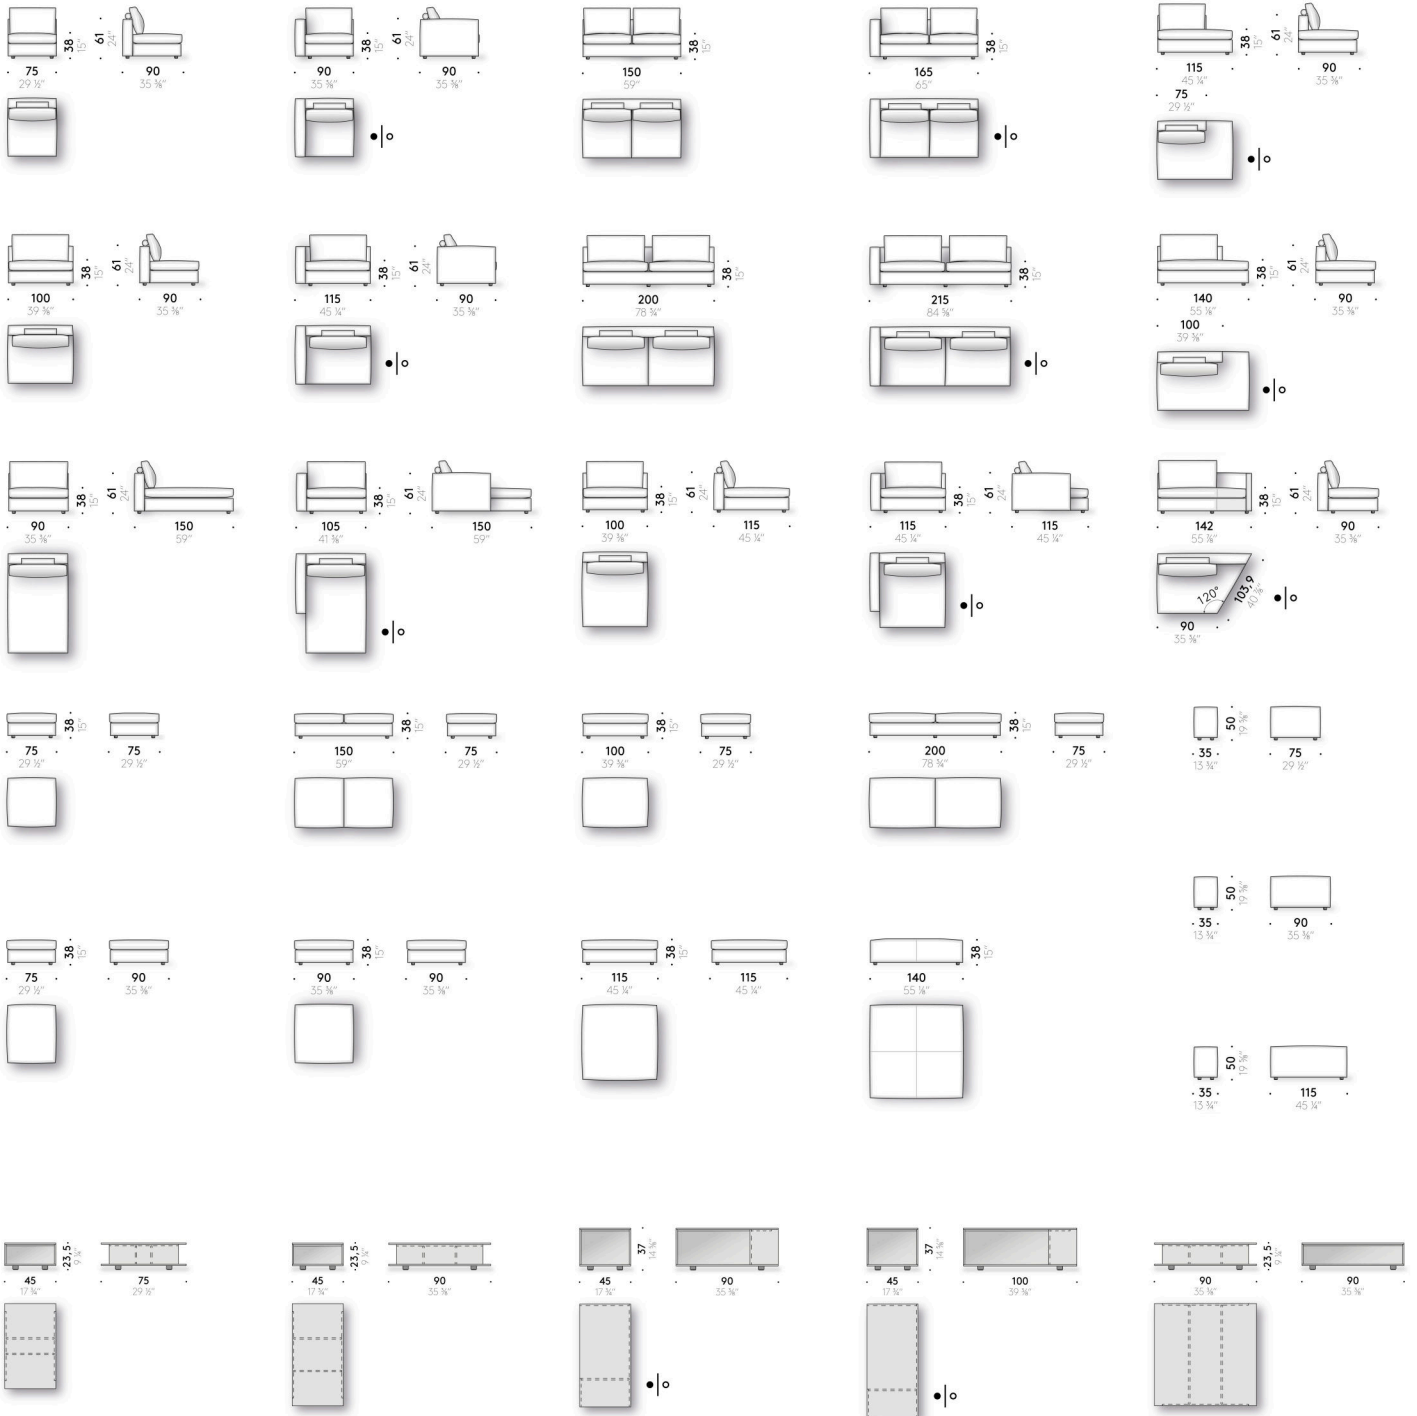 38 15" 61 24"
75 90
29 ½" 35 ⅜"
38 15" 61 24"
90 90
35 ⅜" 35 ⅜"
38 15"
150
59"
38 15"
165
65"
38 15" 61 24"
115 90
45 ¼" 35 ⅜"
75
29 ½"
38 15" 61 24"
100 90
39 ⅜" 35 ⅜"
38 15" 61 24"
115 90
45 ¼" 35 ⅜"
38 15"
200
78 ¾"
38 15"
215
84 ⅝"
38 15" 61 24"
140 90
55 ⅛" 35 ⅜"
100
39 ⅜"
38 15" 61 24"
90 150
35 ⅜" 59"
38 15" 61 24"
105 150
41 ⅜" 59"
38 15" 61 24"
100 115
39 ⅜" 45 ¼"
38 15" 61 24"
115 115
45 ¼" 45 ¼"
38 15" 61 24"
142 90
55 ⅞" 35 ⅜"
120° 103,9 40 ⅞"
90
35 ⅜"
38 15"
75 75
29 ½" 29 ½"
38 15"
150 75
59" 29 ½"
38 15"
100 75
39 ⅜" 29 ½"
38 15"
200 75
78 ¾" 29 ½"
50 19 ⅝"
35 75
13 ¾" 29 ½"
50 19 ⅝"
35 90
13 ¾" 35 ⅜"
38 15"
75 90
29 ½" 35 ⅜"
38 15"
90 90
35 ⅜" 35 ⅜"
38 15"
115 115
45 ¼" 45 ¼"
38 15"
140
55 ⅛"
50 19 ⅝"
35 115
13 ¾" 45 ¼"
23,5 9 ¼"
45 75
17 ¾" 29 ½"
23,5 9 ¼"
45 90
17 ¾" 35 ⅜"
37 14 ⅝"
45 90
17 ¾" 35 ⅜"
37 14 ⅝"
45 100
17 ¾" 39 ⅜"
23,5 9 ¼"
90 90
35 ⅜" 35 ⅜"